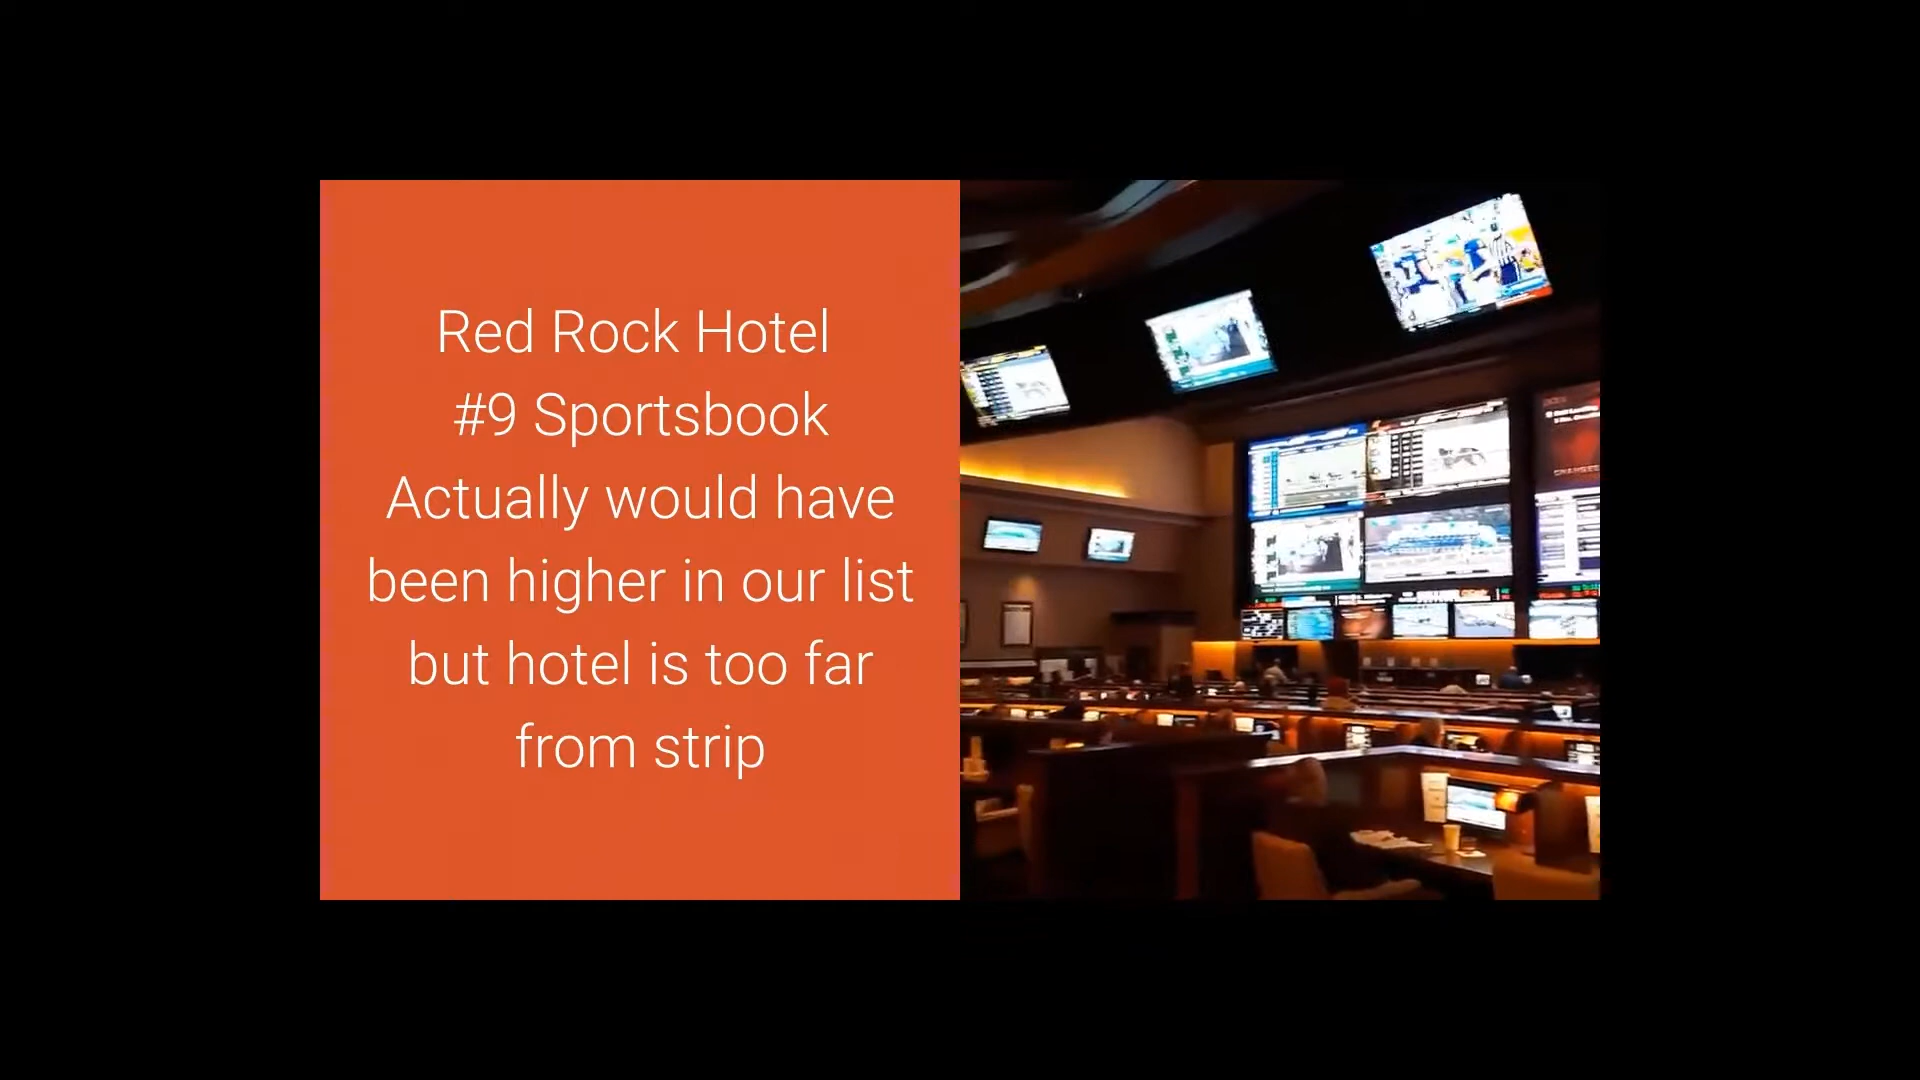 Red Rock Hotel
#9 Sportsbook
Actually would have
been higher in our list
but hotel is too far
from strip